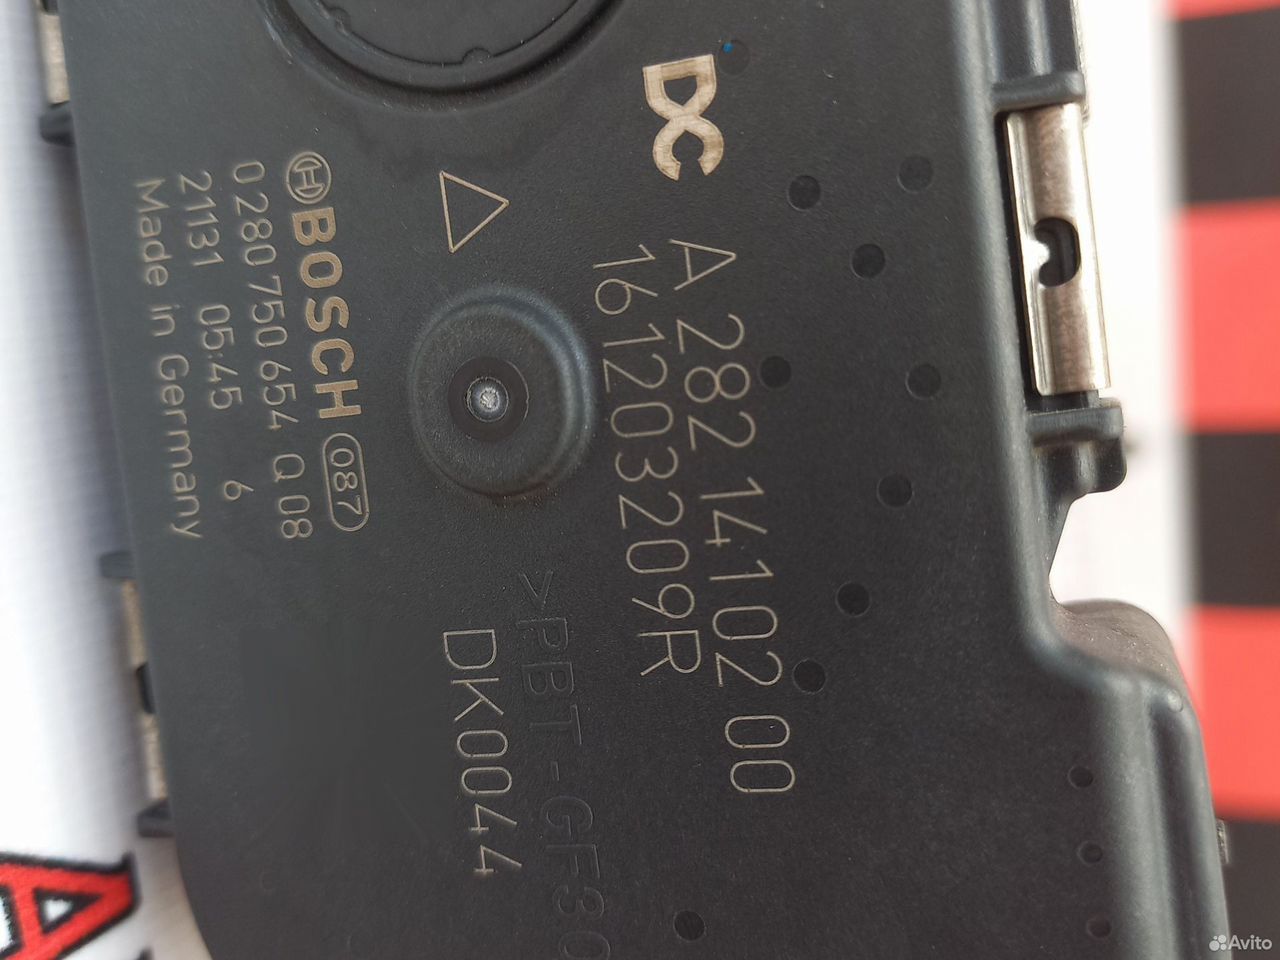 DC
A 282 141 02 00
161203209R
>PBT-GF30
DK0044
BOSCH 087
0 280 750 654 Q 08
21131 05:45 6
Made in Germany
A
Avito